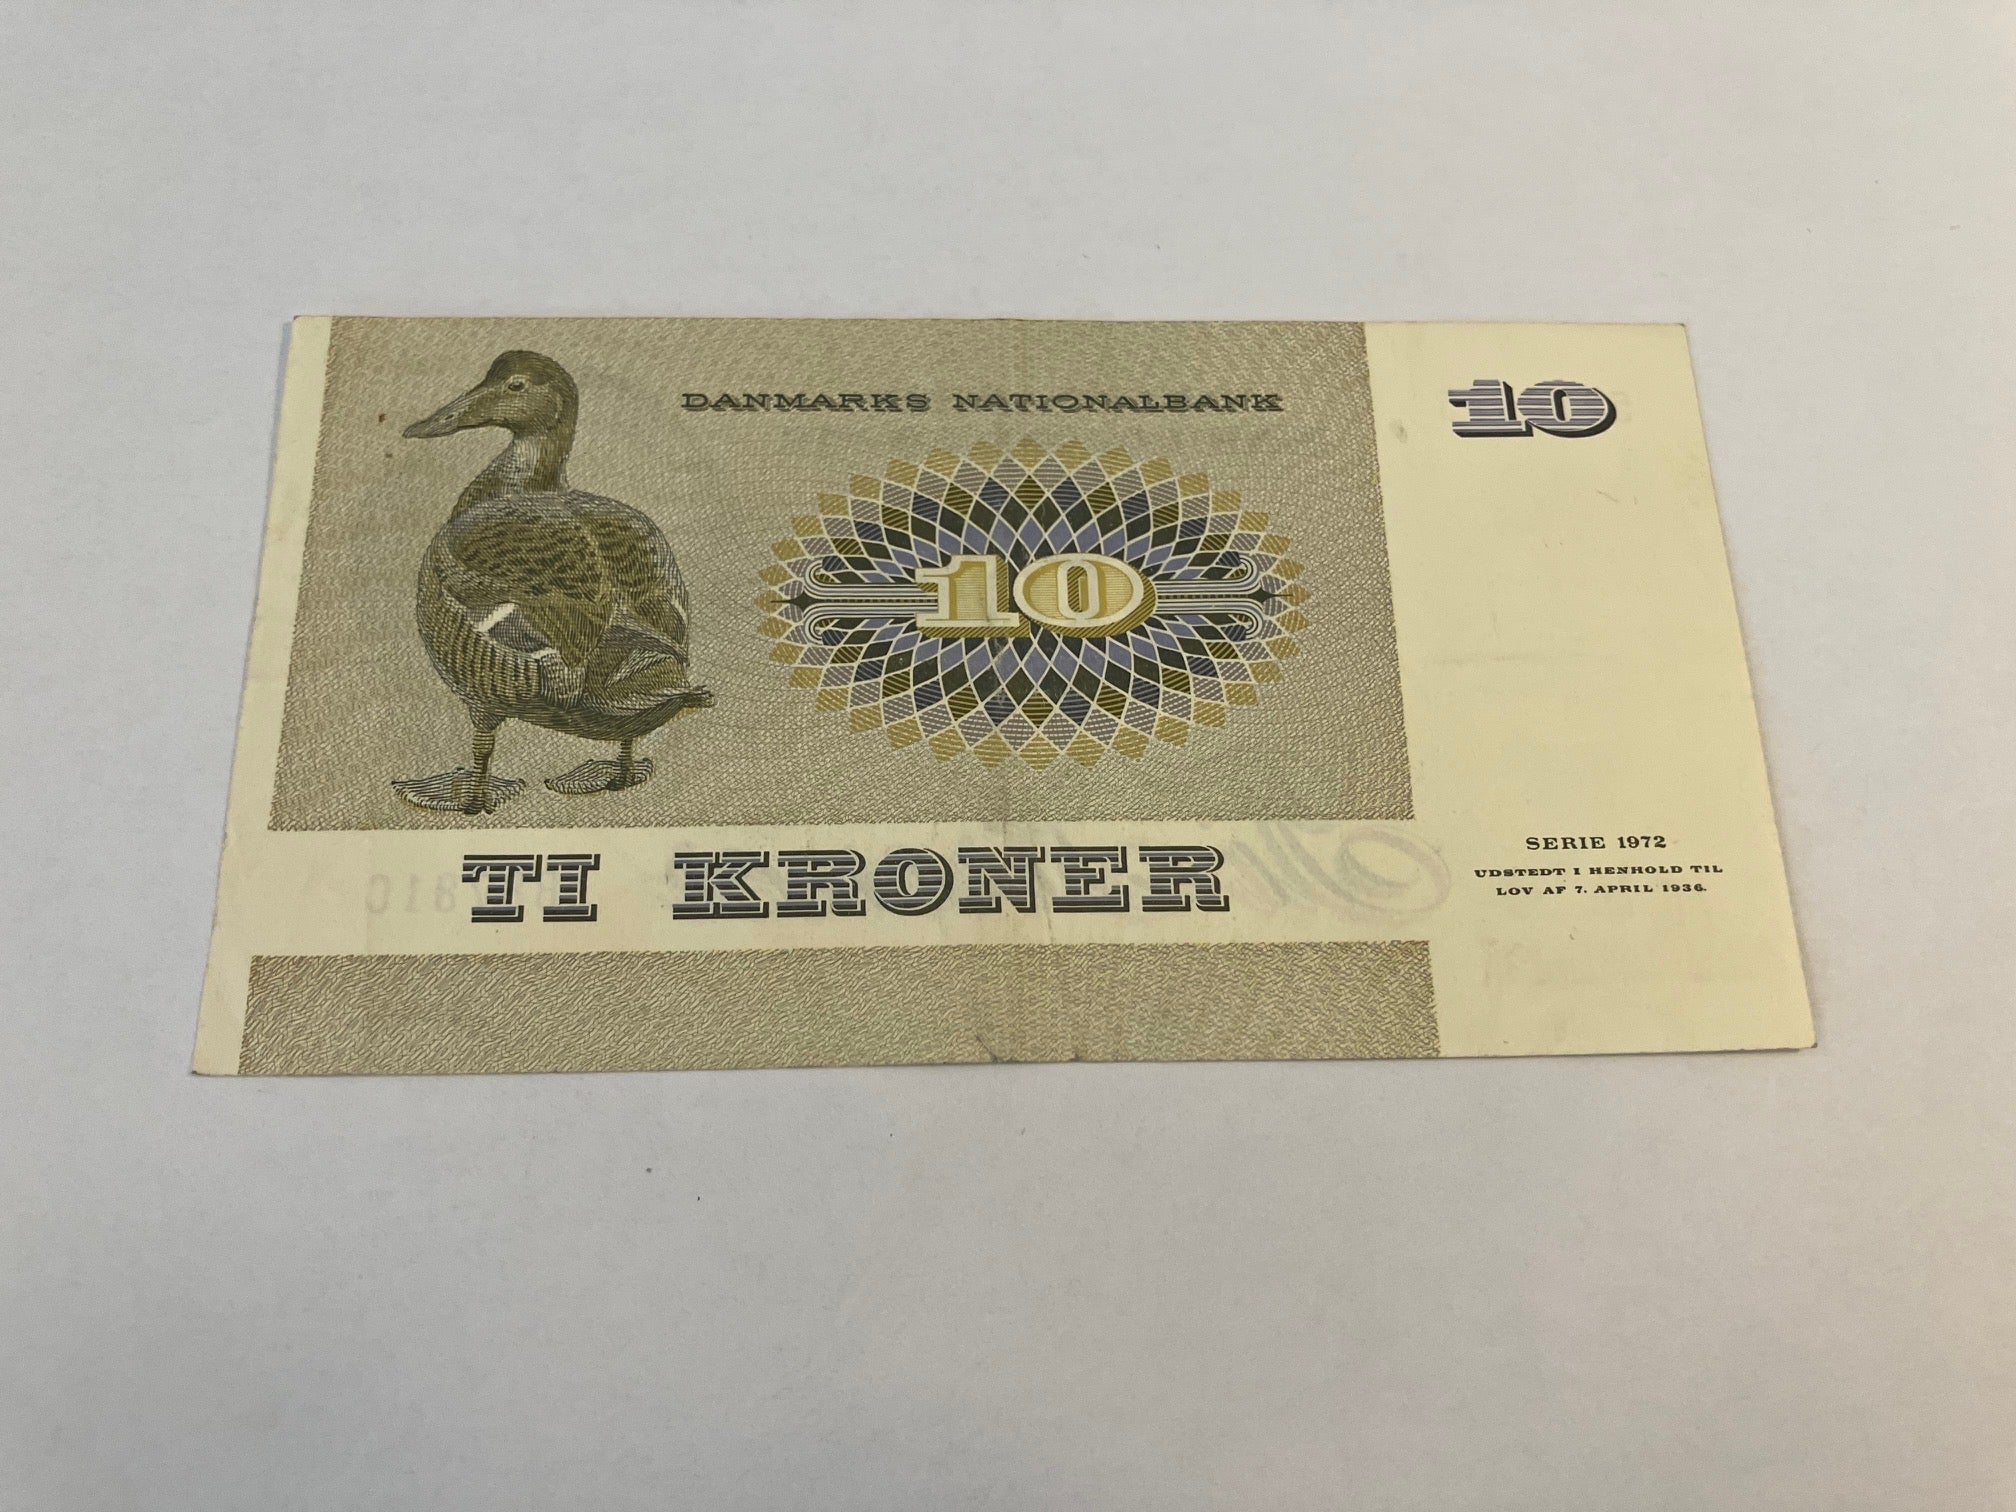 DANMARKS NATIONALBANK
10
10
TI KRONER
SERIE 1972
UDSTEDT I HENHOLD TIL
LOV AF 7. APRIL 1936.